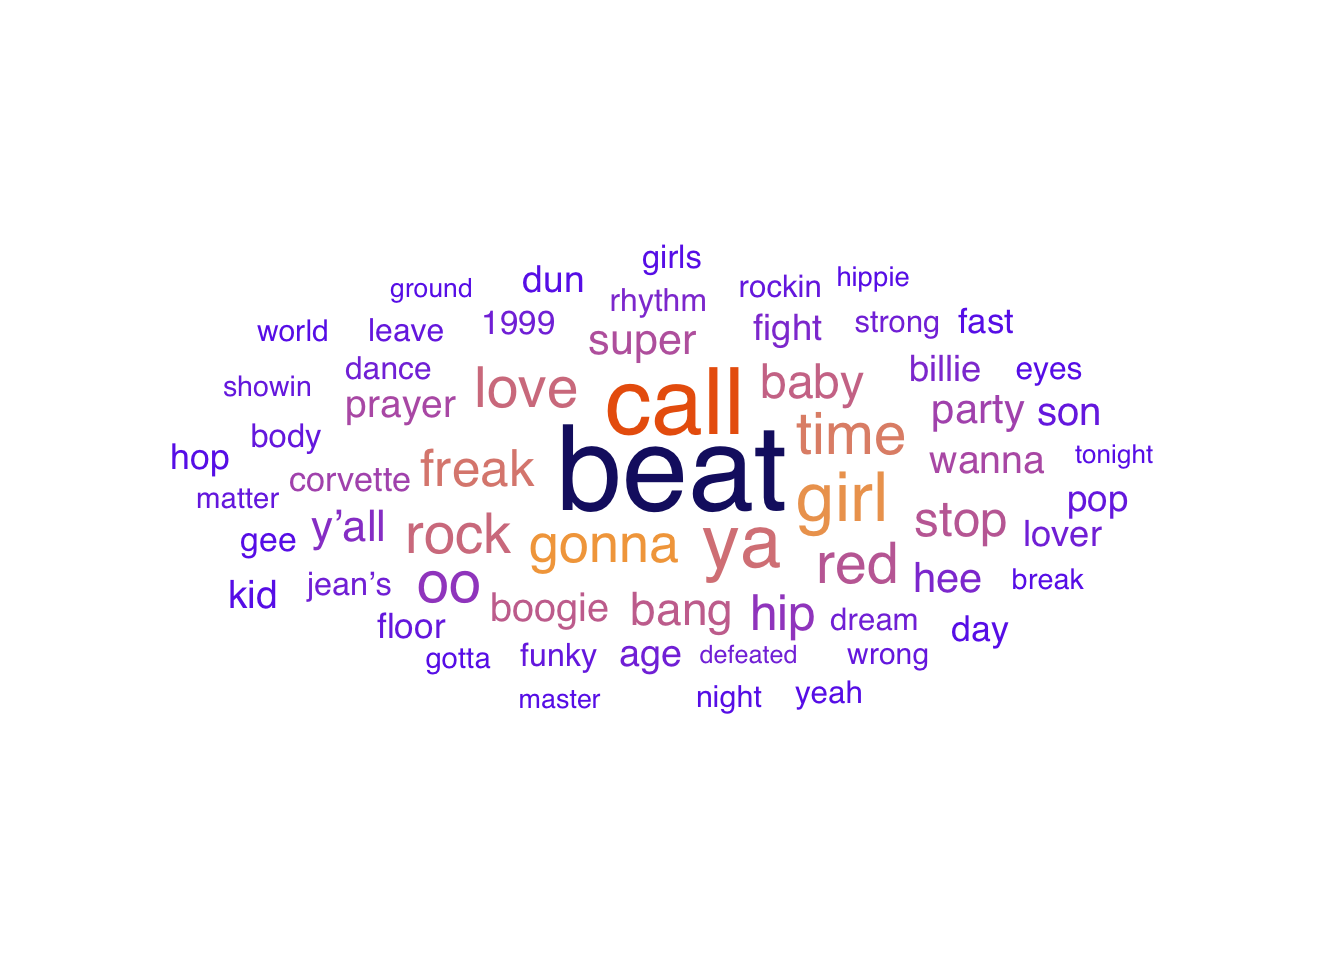 girls
ground dun rhythm rockin hippie
world leave 1999 super fight strong fast
showin dance love call baby billie eyes
prayer time party son
hop body freak beat wanna tonight
matter corvette girl pop
gee y’all rock gonna ya stop lover
kid jean’s oo red hee break
floor boogie bang hip dream day
gotta funky age defeated wrong
master night yeah